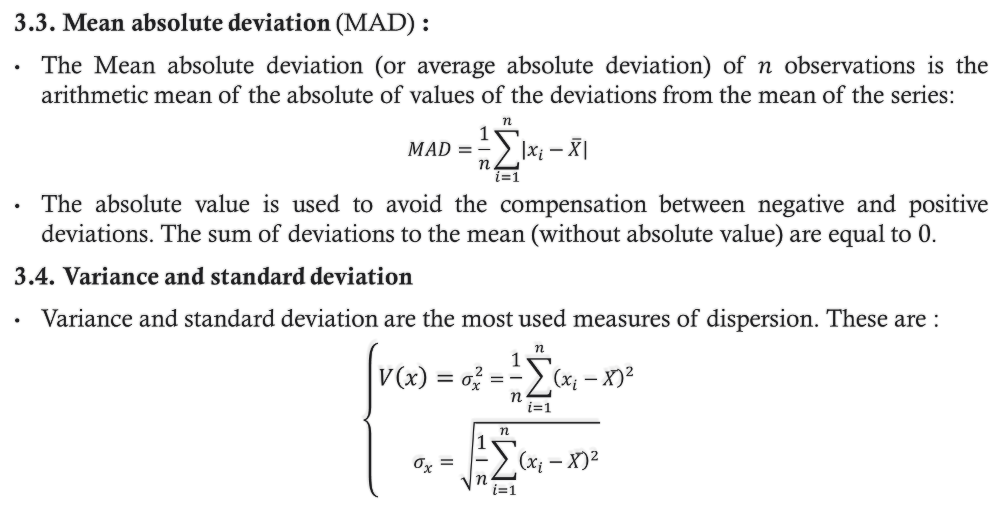 3.3. Mean absolute deviation (MAD) :
• The Mean absolute deviation (or average absolute deviation) of n observations is the
arithmetic mean of the absolute of values of the deviations from the mean of the series:
MAD = \frac{1}{n} \sum_{i=1}^{n} |x_i - \bar{X}|
• The absolute value is used to avoid the compensation between negative and positive
deviations. The sum of deviations to the mean (without absolute value) are equal to 0.
3.4. Variance and standard deviation
• Variance and standard deviation are the most used measures of dispersion. These are :
V(x) = \sigma_x^2 = \frac{1}{n} \sum_{i=1}^{n} (x_i - \bar{X})^2
\sigma_x = \sqrt{\frac{1}{n} \sum_{i=1}^{n} (x_i - \bar{X})^2}